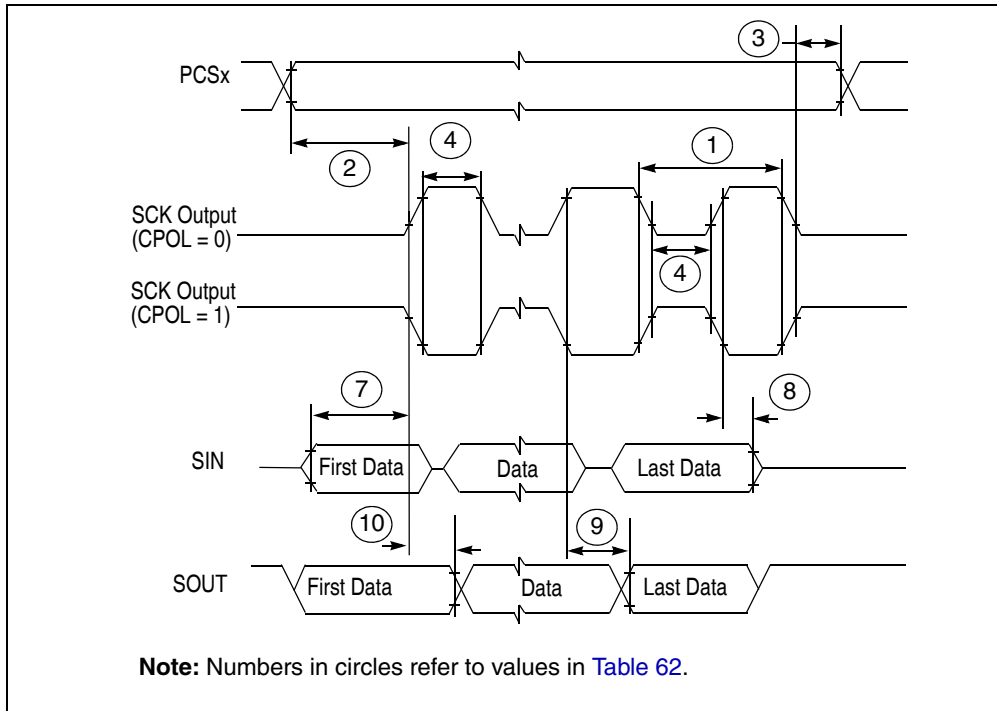 3
PCSx
2
4
1
SCK Output
(CPOL = 0)
4
SCK Output
(CPOL = 1)
7
8
SIN
First Data
Data
Last Data
10
9
SOUT
First Data
Data
Last Data
Note: Numbers in circles refer to values in Table 62.